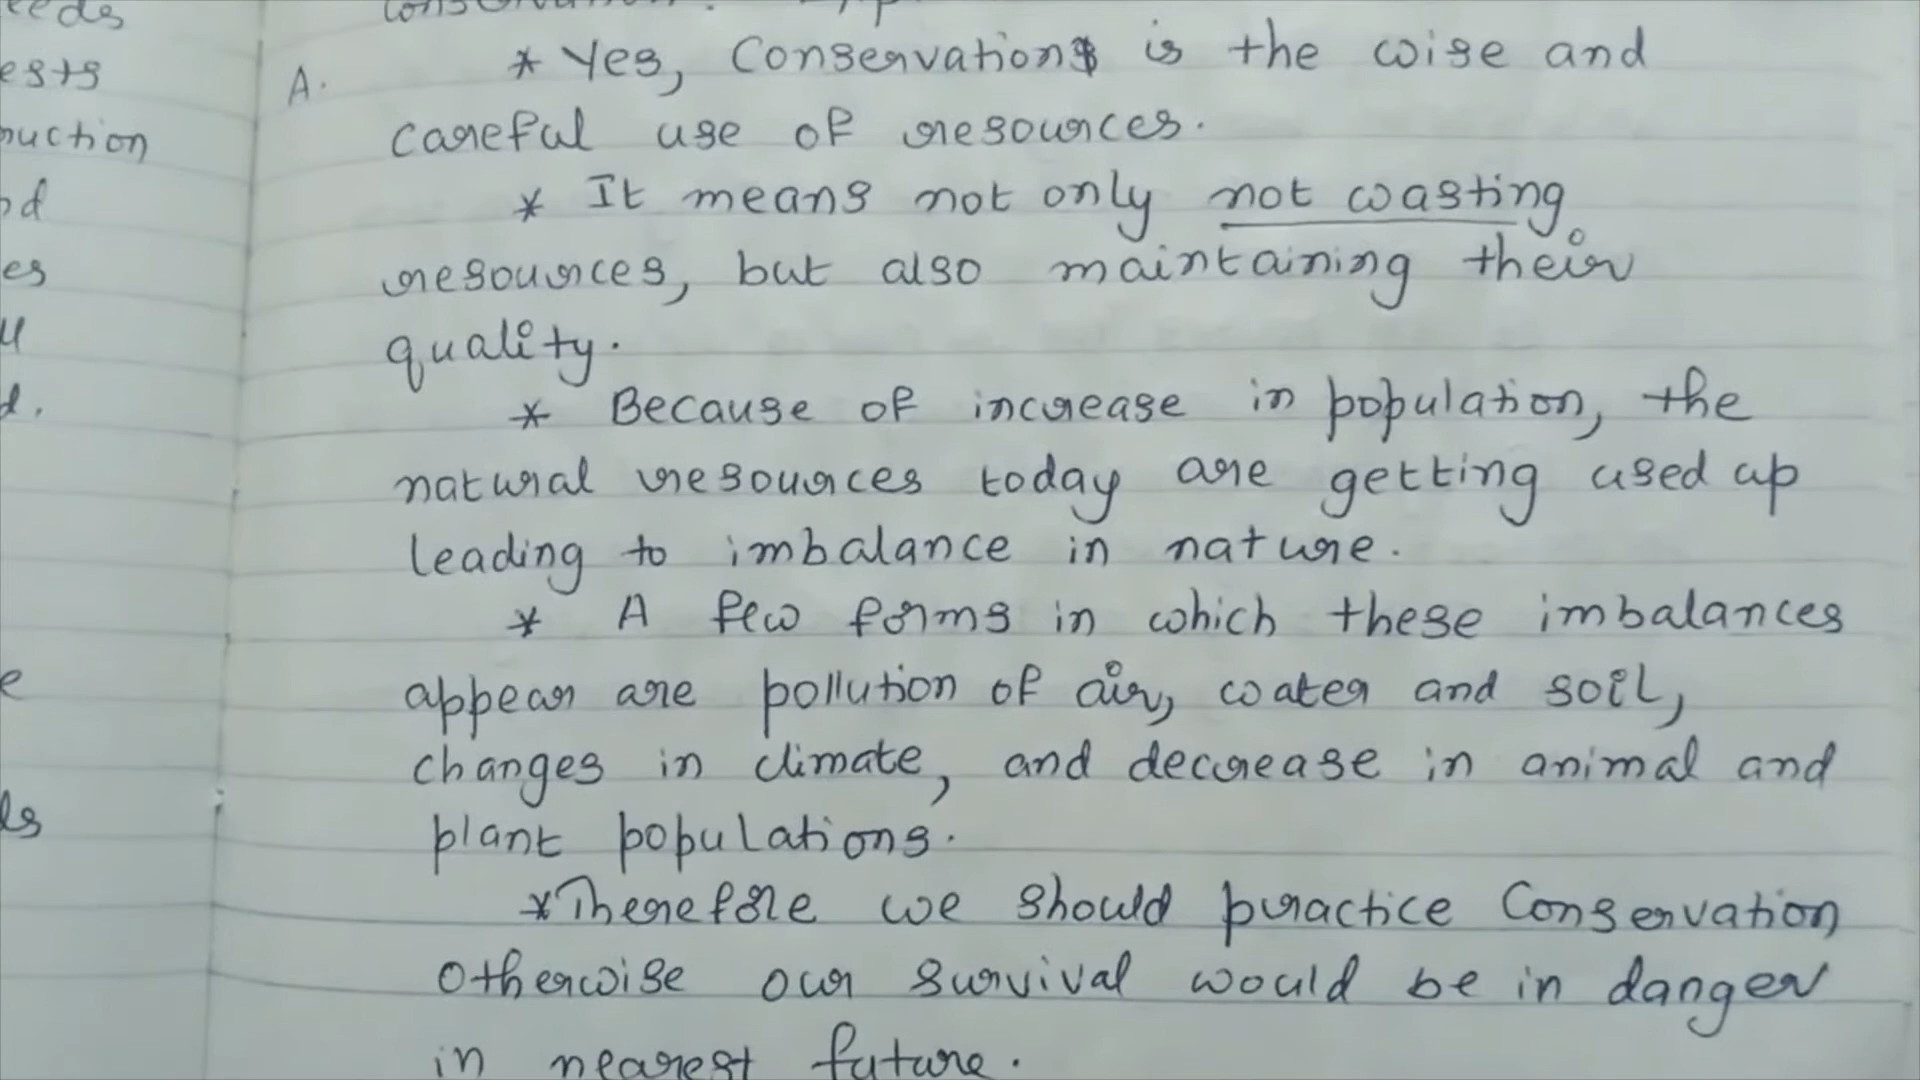 eeds
ests
ruction
es
e
A. * Yes, Conservation is the wise and
careful use of resources.
* It means not only not wasting
resources, but also maintaining their
quality.
* Because of increase in population, the
natural resources today are getting used up
leading to imbalance in nature.
* A few forms in which these imbalances
appear are pollution of air, water and soil,
changes in climate, and decrease in animal and
plant populations.
* Therefore we should practice Conservation
Otherwise our survival would be in danger
in nearest future.